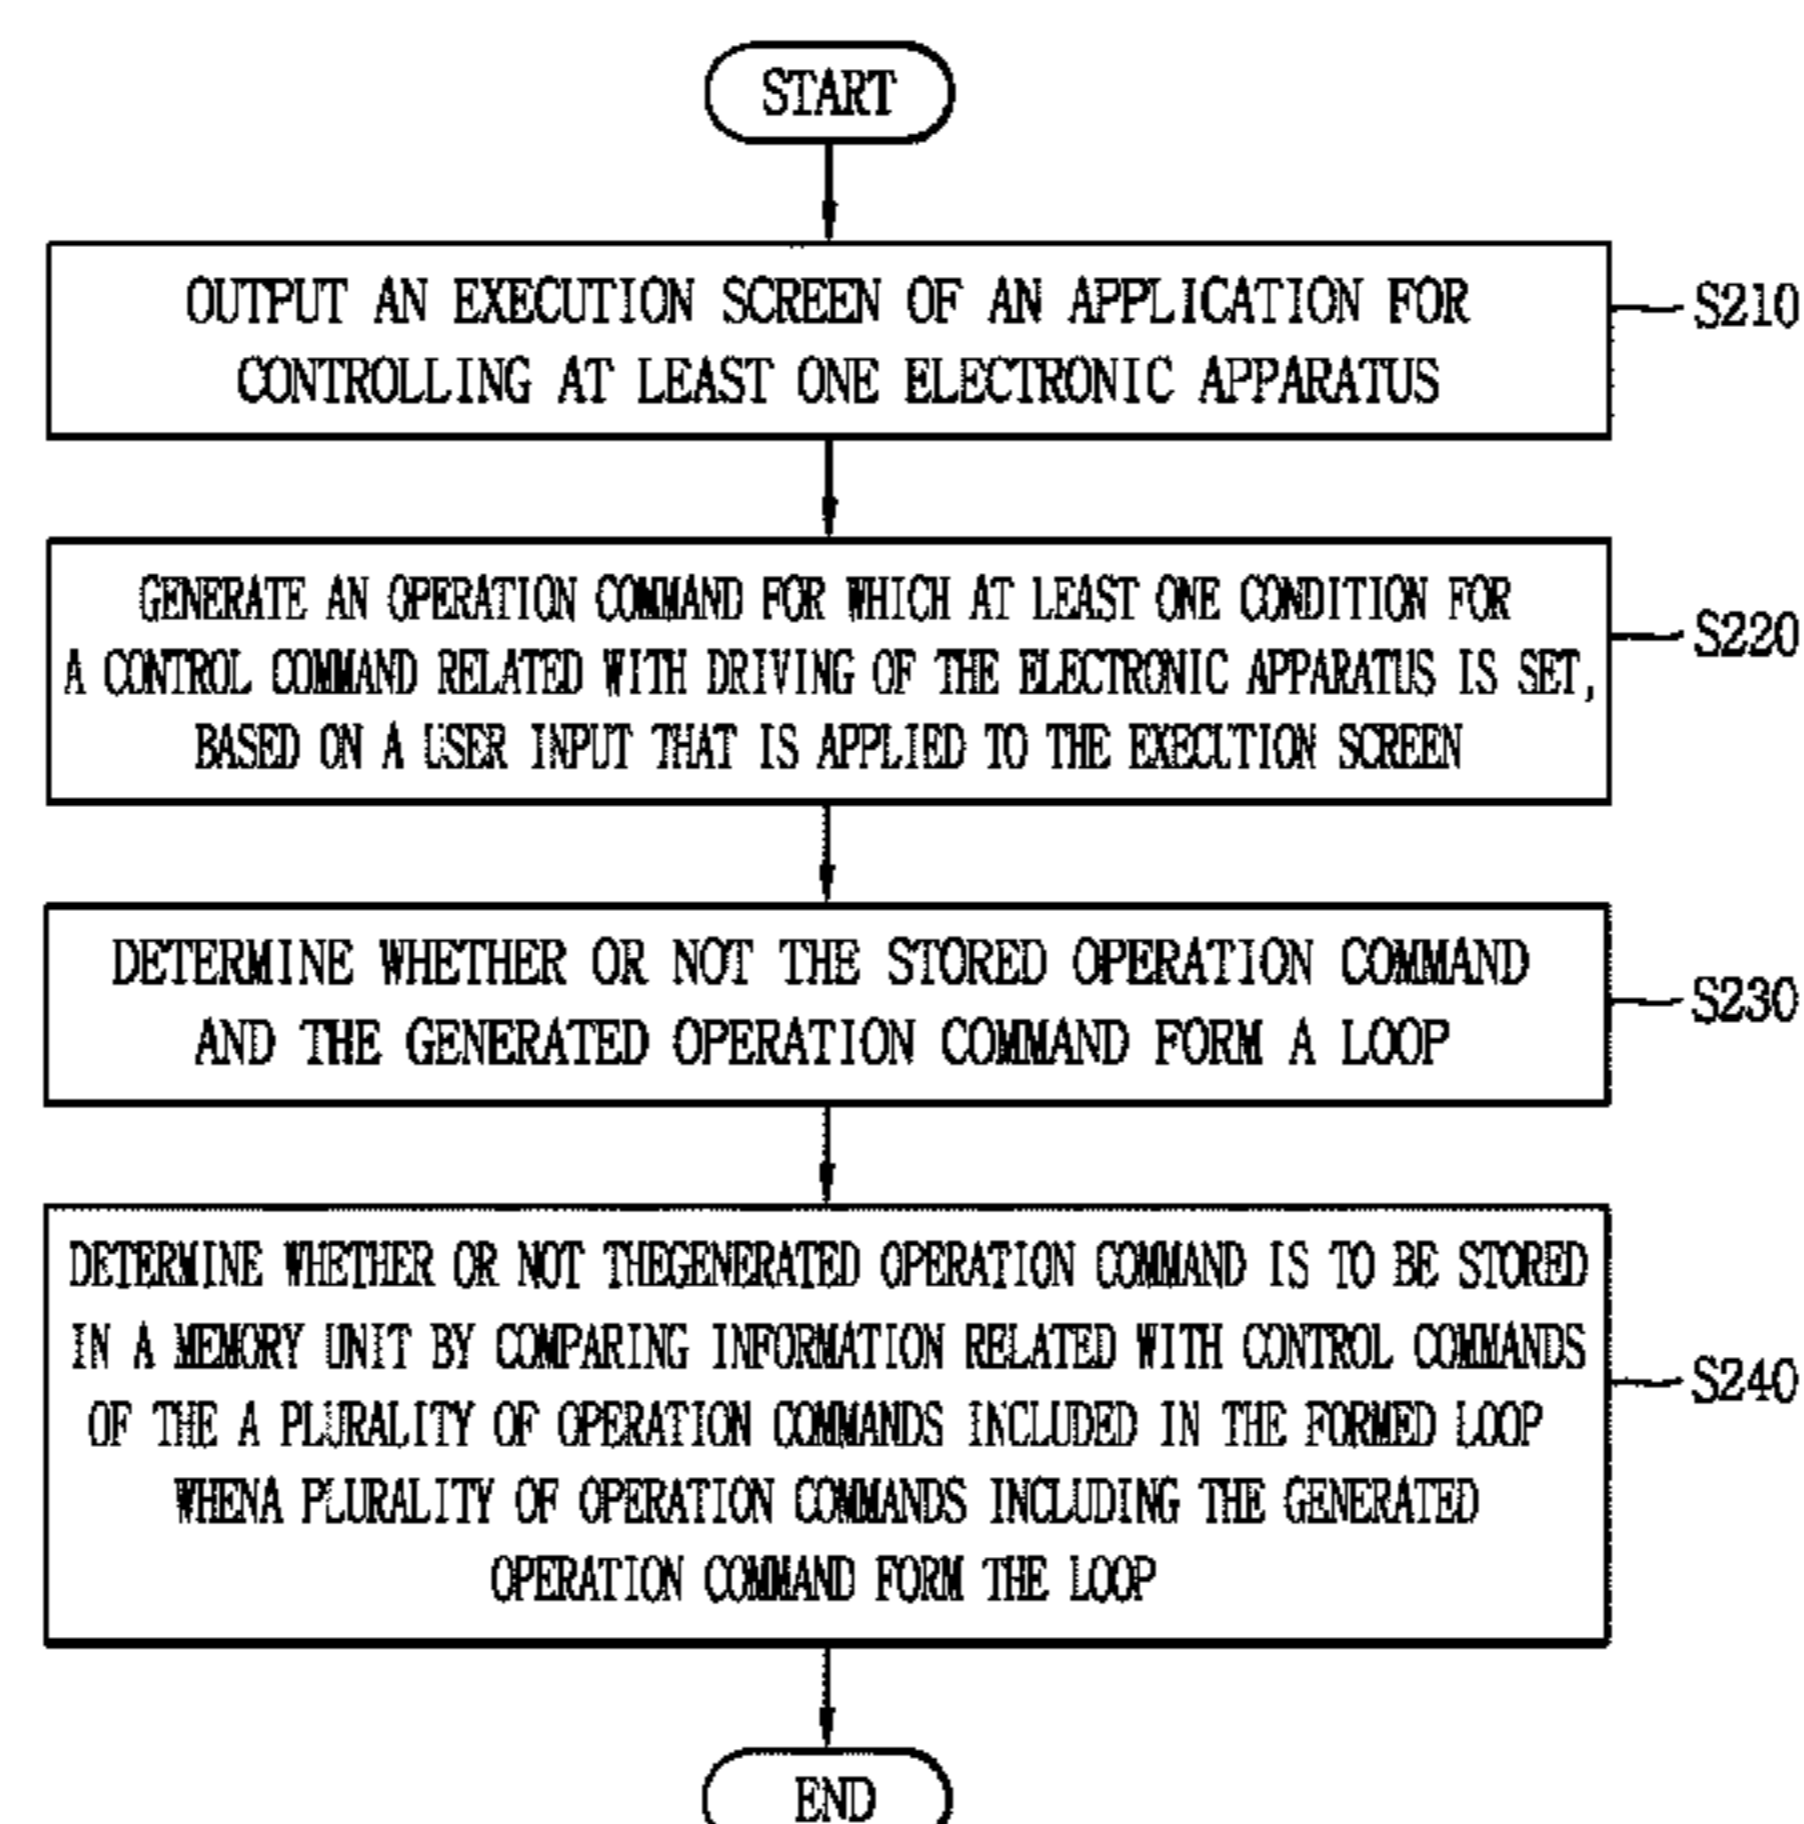 START
OUTPUT AN EXECUTION SCREEN OF AN APPLICATION FOR
CONTROLLING AT LEAST ONE ELECTRONIC APPARATUS
S210
GENERATE AN OPERATION COMMAND FOR WHICH AT LEAST ONE CONDITION FOR
A CONTROL COMMAND RELATED WITH DRIVING OF THE ELECTRONIC APPARATUS IS SET,
BASED ON A USER INPUT THAT IS APPLIED TO THE EXECUTION SCREEN
S220
DETERMINE WHETHER OR NOT THE STORED OPERATION COMMAND
AND THE GENERATED OPERATION COMMAND FORM A LOOP
S230
DETERMINE WHETHER OR NOT THEGENERATED OPERATION COMMAND IS TO BE STORED
IN A MEMORY UNIT BY COMPARING INFORMATION RELATED WITH CONTROL COMMANDS
OF THE A PLURALITY OF OPERATION COMMANDS INCLUDED IN THE FORMED LOOP
WHENA PLURALITY OF OPERATION COMMANDS INCLUDING THE GENERATED
OPERATION COMMAND FORM THE LOOP
S240
END